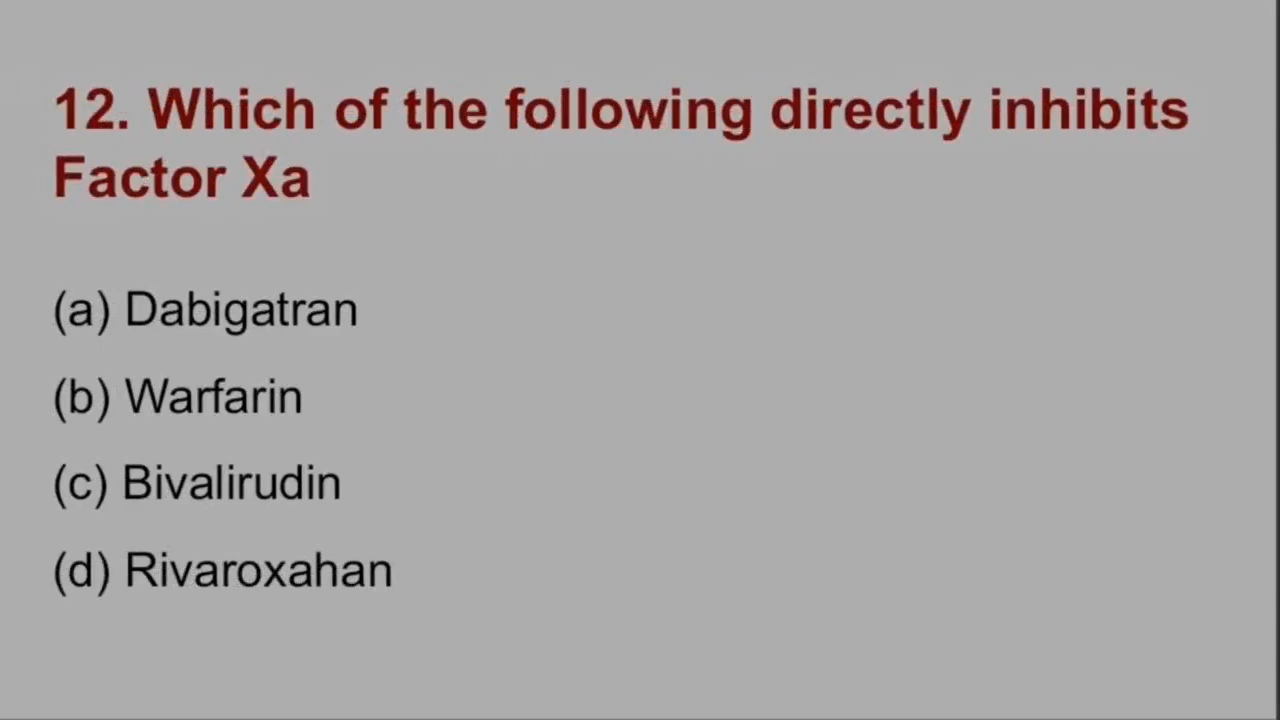 12. Which of the following directly inhibits
Factor Xa
(a) Dabigatran
(b) Warfarin
(c) Bivalirudin
(d) Rivaroxahan